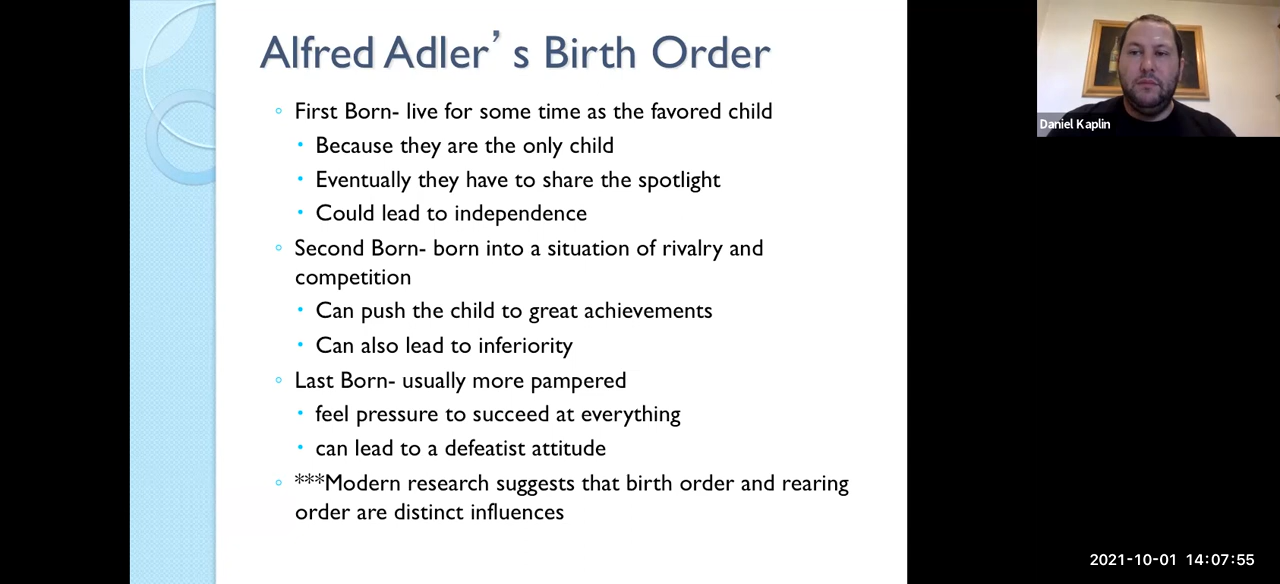 Alfred Adler’s Birth Order
First Born- live for some time as the favored child
Because they are the only child
Eventually they have to share the spotlight
Could lead to independence
Second Born- born into a situation of rivalry and
competition
Can push the child to great achievements
Can also lead to inferiority
Last Born- usually more pampered
feel pressure to succeed at everything
can lead to a defeatist attitude
***Modern research suggests that birth order and rearing
order are distinct influences
Daniel Kaplin
2021-10-01 14:07:55